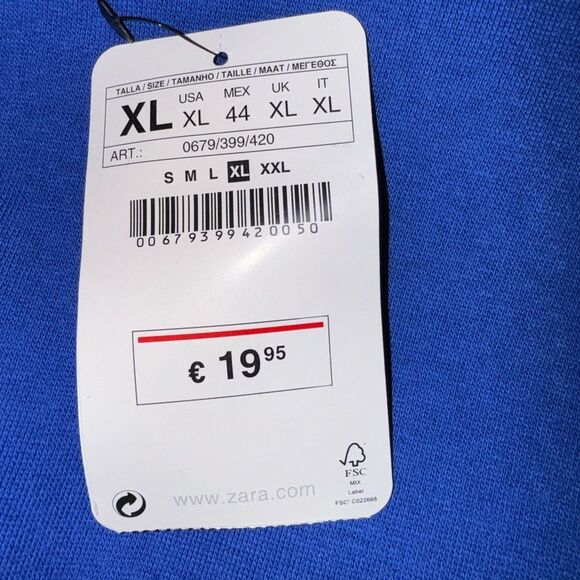 TALLA / SIZE / TAMANHO / TAILLE / MAAT / ΜΕΓΕΘΟΣ
XL USA XL MEX 44 UK XL IT XL
ART.: 0679/399/420
S M L XL XXL
00679399420050
€ 19 95
FSC
MIX
Label
FSC® C022668
www.zara.com